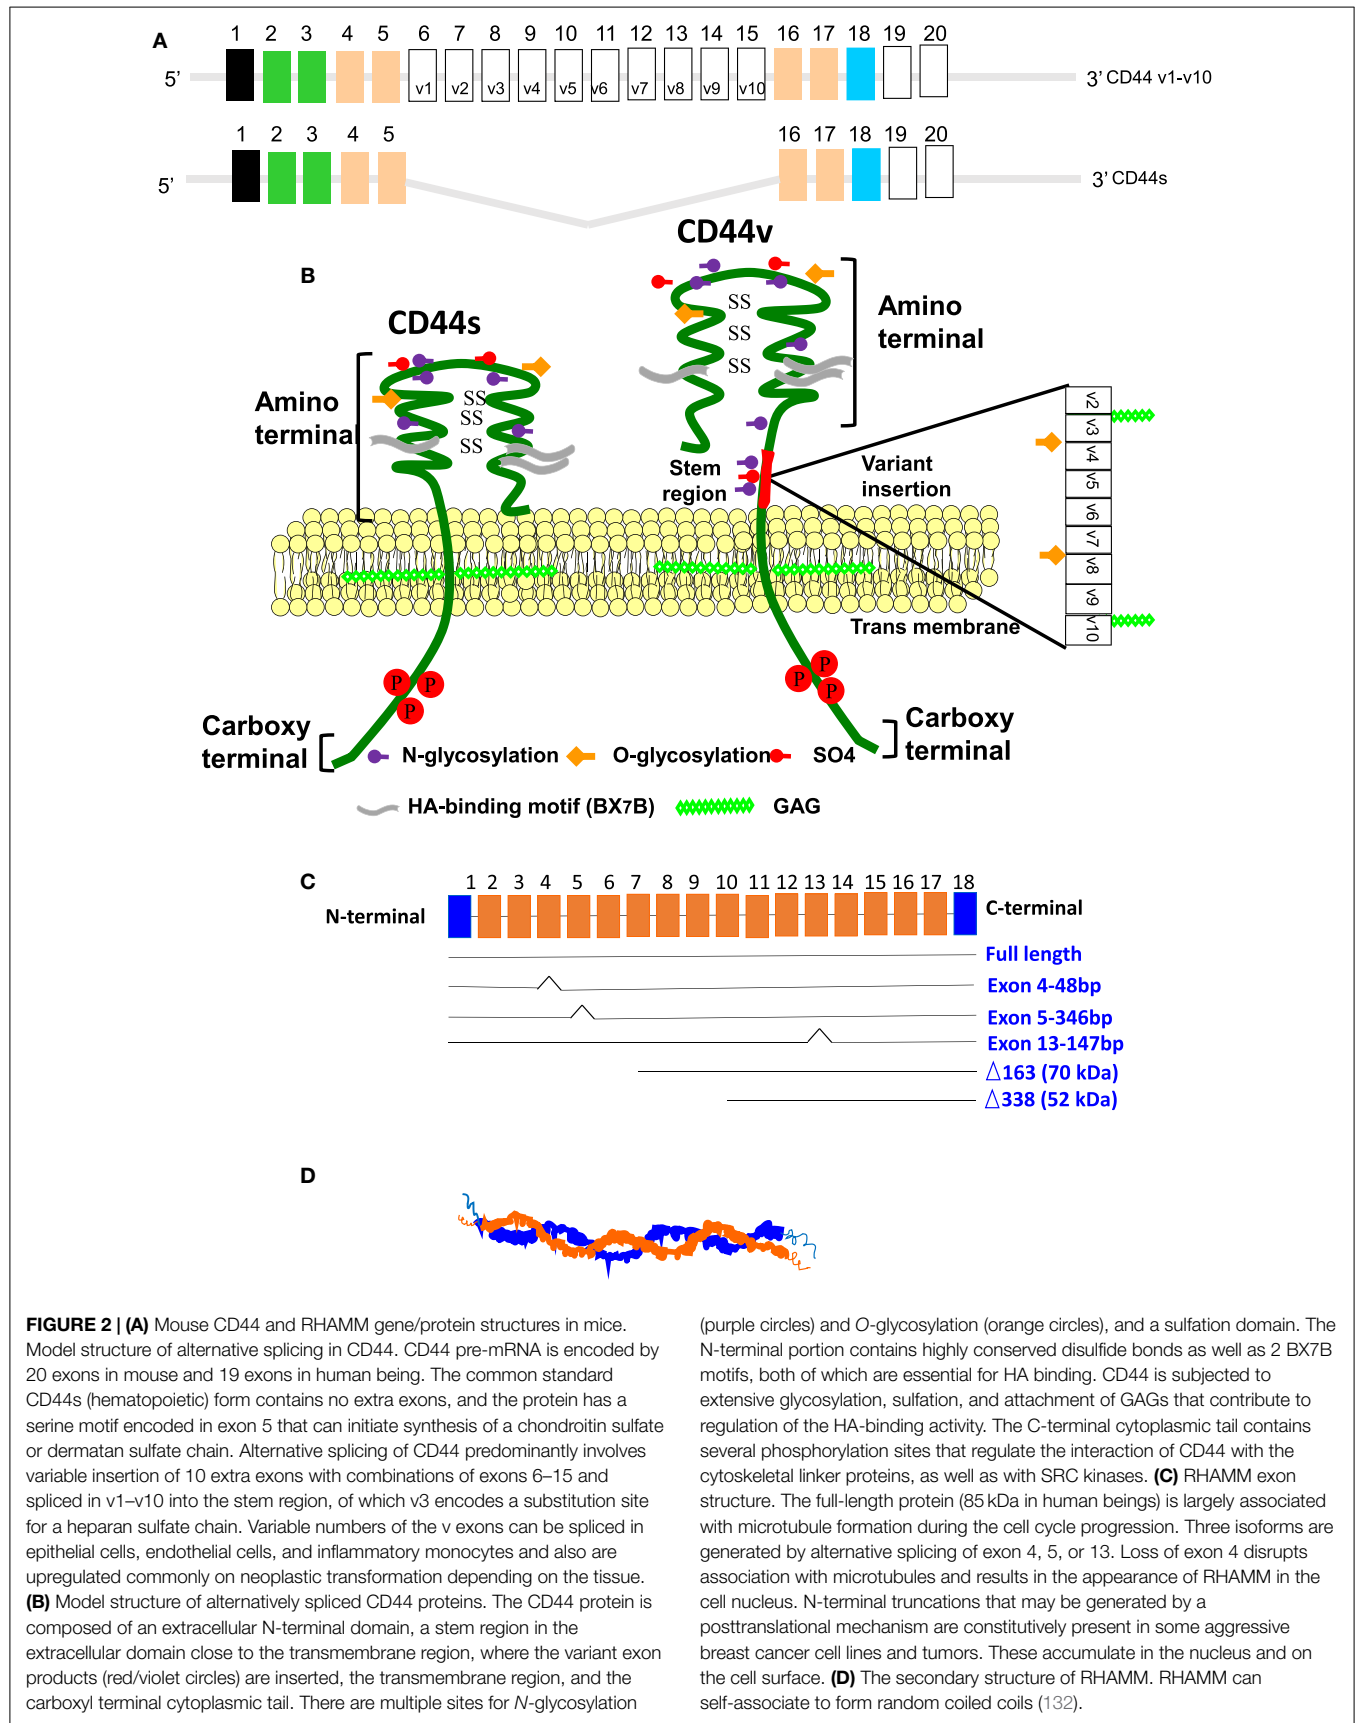 A
1 2 3 4 5 6 7 8 9 10 11 12 13 14 15 16 17 18 19 20
5’ v1 v2 v3 v4 v5 v6 v7 v8 v9 v10 3’ CD44 v1-v10
1 2 3 4 5 16 17 18 19 20
5’ 3’ CD44s
B
CD44v
CD44s
Amino
terminal
Amino
terminal
SS
SS
SS
SS
SS
SS
Stem
region
Variant
insertion
v2
v3
v4
v5
v6
v7
v8
v9
v10
Trans membrane
P P P
P P P
Carboxy
terminal
Carboxy
terminal
N-glycosylation O-glycosylation SO4
HA-binding motif (BX7B) GAG
C
1 2 3 4 5 6 7 8 9 10 11 12 13 14 15 16 17 18
N-terminal C-terminal
Full length
Exon 4-48bp
Exon 5-346bp
Exon 13-147bp
△163 (70 kDa)
△338 (52 kDa)
D
FIGURE 2 | (A) Mouse CD44 and RHAMM gene/protein structures in mice.
Model structure of alternative splicing in CD44. CD44 pre-mRNA is encoded by
20 exons in mouse and 19 exons in human being. The common standard
CD44s (hematopoietic) form contains no extra exons, and the protein has a
serine motif encoded in exon 5 that can initiate synthesis of a chondroitin sulfate
or dermatan sulfate chain. Alternative splicing of CD44 predominantly involves
variable insertion of 10 extra exons with combinations of exons 6–15 and
spliced in v1–v10 into the stem region, of which v3 encodes a substitution site
for a heparan sulfate chain. Variable numbers of the v exons can be spliced in
epithelial cells, endothelial cells, and inflammatory monocytes and also are
upregulated commonly on neoplastic transformation depending on the tissue.
(B) Model structure of alternatively spliced CD44 proteins. The CD44 protein is
composed of an extracellular N-terminal domain, a stem region in the
extracellular domain close to the transmembrane region, where the variant exon
products (red/violet circles) are inserted, the transmembrane region, and the
carboxyl terminal cytoplasmic tail. There are multiple sites for N-glycosylation
(purple circles) and O-glycosylation (orange circles), and a sulfation domain. The
N-terminal portion contains highly conserved disulfide bonds as well as 2 BX7B
motifs, both of which are essential for HA binding. CD44 is subjected to
extensive glycosylation, sulfation, and attachment of GAGs that contribute to
regulation of the HA-binding activity. The C-terminal cytoplasmic tail contains
several phosphorylation sites that regulate the interaction of CD44 with the
cytoskeletal linker proteins, as well as with SRC kinases. (C) RHAMM exon
structure. The full-length protein (85 kDa in human beings) is largely associated
with microtubule formation during the cell cycle progression. Three isoforms are
generated by alternative splicing of exon 4, 5, or 13. Loss of exon 4 disrupts
association with microtubules and results in the appearance of RHAMM in the
cell nucleus. N-terminal truncations that may be generated by a
posttranslational mechanism are constitutively present in some aggressive
breast cancer cell lines and tumors. These accumulate in the nucleus and on
the cell surface. (D) The secondary structure of RHAMM. RHAMM can
self-associate to form random coiled coils (132).